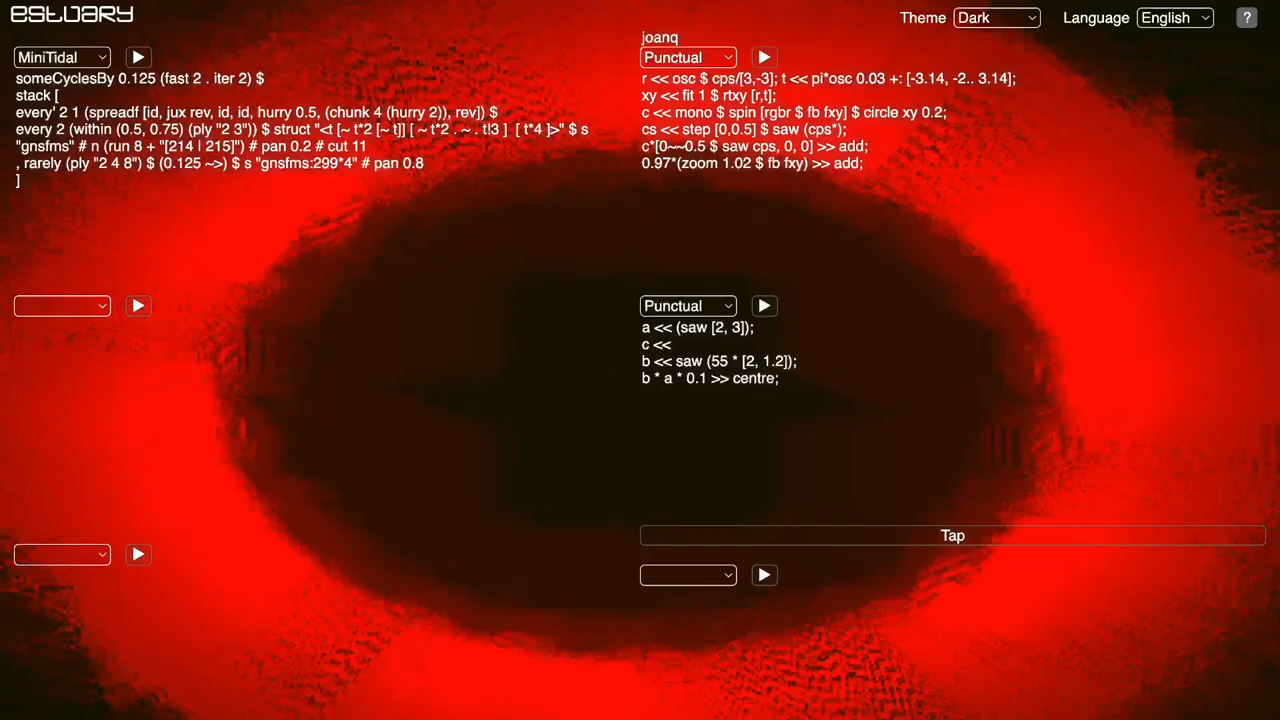 estuary
Theme Dark Language English ?
MiniTidal
someCyclesBy 0.125 (fast 2 . iter 2) $
stack [
every' 2 1 (spreadf [id, jux rev, id, id, hurry 0.5, (chunk 4 (hurry 2)), rev]) $
every 2 (within (0.5, 0.75) (ply "2 3")) $ struct "<t [~ t*2 [~ t]] [ ~ t*2 . ~ . t!3 ]  [ t*4 ]>" $ s
"gnsfms" # n (run 8 + "[214 | 215]") # pan 0.2 # cut 11
, rarely (ply "2 4 8") $ (0.125 ~>) $ s "gnsfms:299*4" # pan 0.8
]
joanq
Punctual
r << osc $ cps/[3,-3]; t << pi*osc 0.03 +: [-3.14, -2.. 3.14];
xy << fit 1 $ rtxy [r,t];
c << mono $ spin [rgbr $ fb fxy] $ circle xy 0.2;
cs << step [0,0.5] $ saw (cps*);
c*[0~~0.5 $ saw cps, 0, 0] >> add;
0.97*(zoom 1.02 $ fb fxy) >> add;
Punctual
a << (saw [2, 3]);
c <<
b << saw (55 * [2, 1.2]);
b * a * 0.1 >> centre;
Tap